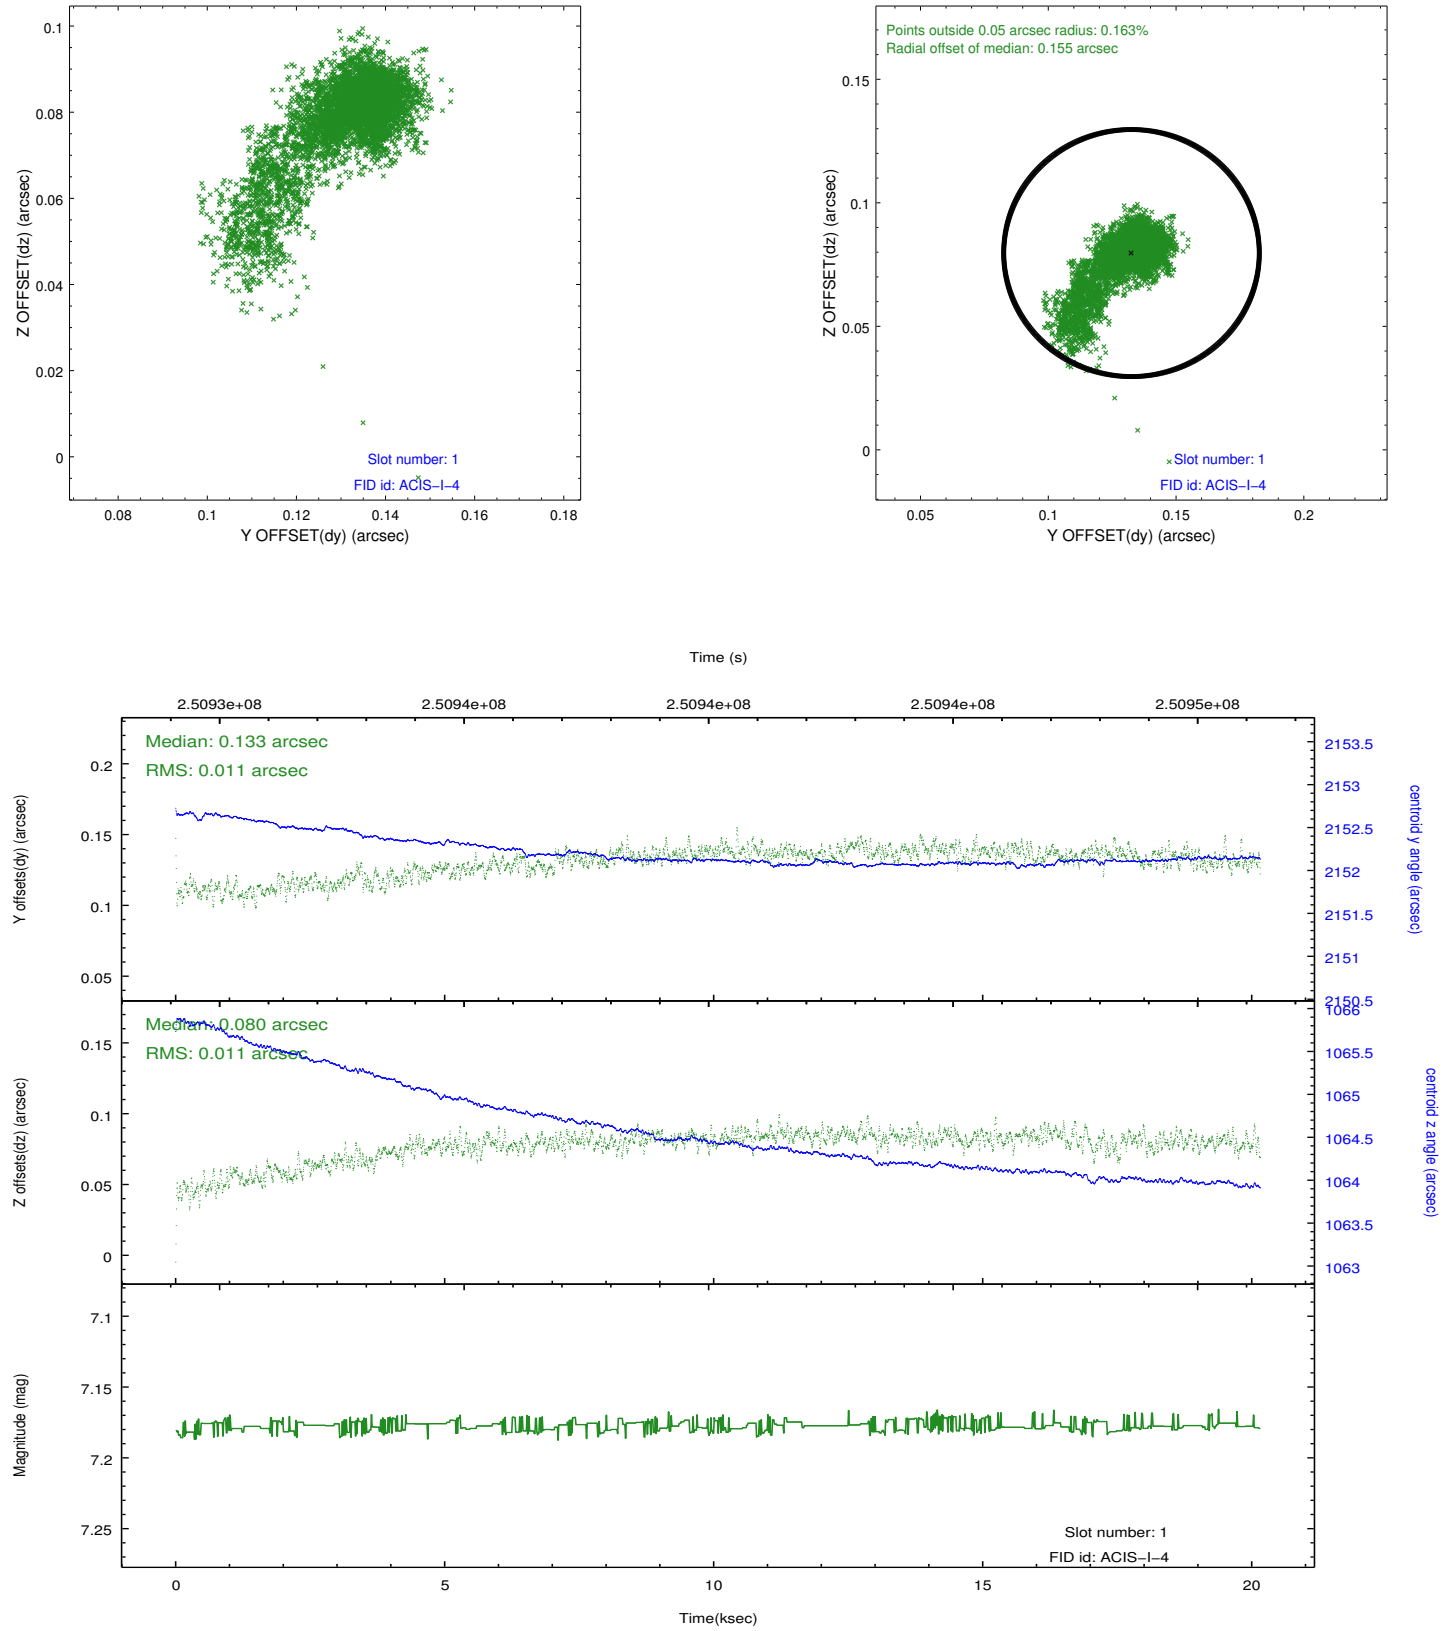 0.1
0.08
0.06
0.04
0.02
0
Z OFFSET(dz) (arcsec)
Slot number: 1
FID id: ACIS-I-4
0.08 0.1 0.12 0.14 0.16 0.18
Y OFFSET(dy) (arcsec)
Points outside 0.05 arcsec radius: 0.163%
Radial offset of median: 0.155 arcsec
0.15
0.1
0.05
0
Z OFFSET(dz) (arcsec)
Slot number: 1
FID id: ACIS-I-4
0.05 0.1 0.15 0.2
Y OFFSET(dy) (arcsec)
Time (s)
2.5093e+08 2.5094e+08 2.5094e+08 2.5094e+08 2.5095e+08
Median: 0.133 arcsec
RMS: 0.011 arcsec
0.2
0.15
0.1
0.05
Y offsets(dy) (arcsec)
2153.5
2153
2152.5
2152
2151.5
2151
2150.5
centroid y angle (arcsec)
Median: 0.080 arcsec
RMS: 0.011 arcsec
0.15
0.1
0.05
0
Z offsets(dz) (arcsec)
1066
1065.5
1065
1064.5
1064
1063.5
1063
centroid z angle (arcsec)
7.1
7.15
7.2
7.25
Magnitude (mag)
Slot number: 1
FID id: ACIS-I-4
0 5 10 15 20
Time(ksec)